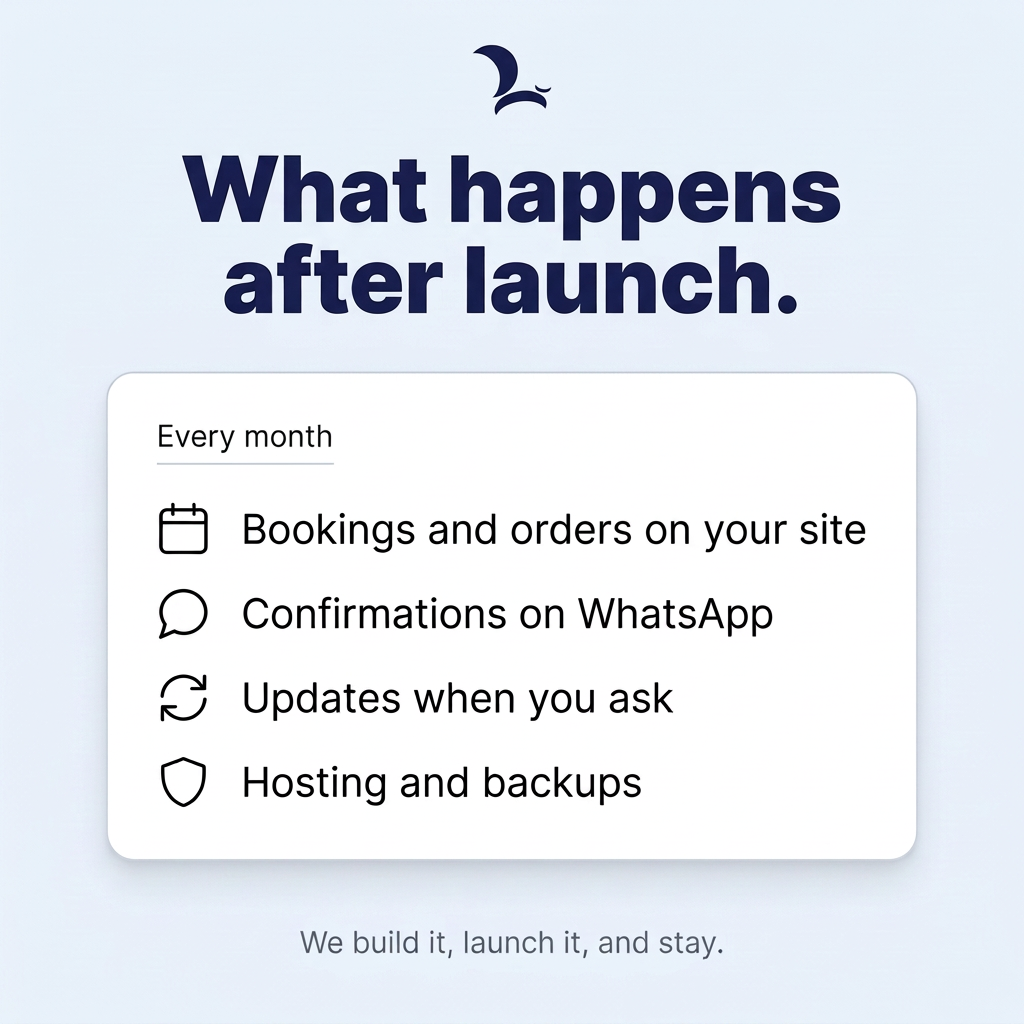 What happens
after launch.
Every month
Bookings and orders on your site
Confirmations on WhatsApp
Updates when you ask
Hosting and backups
We build it, launch it, and stay.